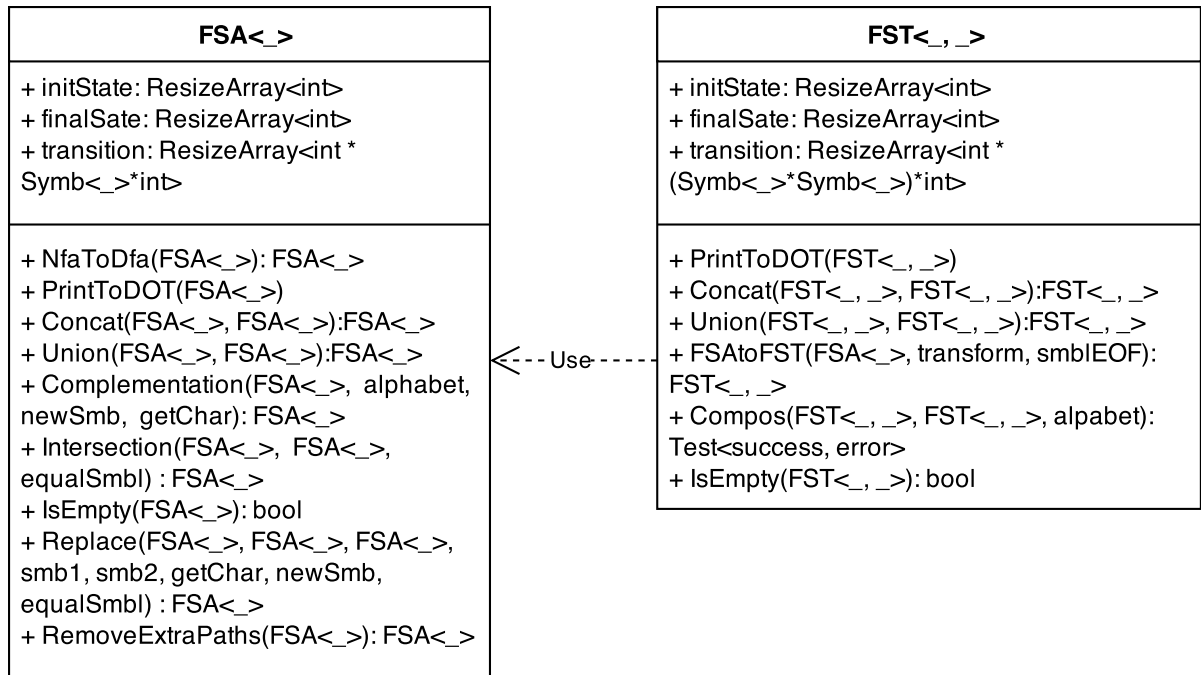 FSA<_>
+ initState: ResizeArray<int>
+ finalSate: ResizeArray<int>
+ transition: ResizeArray<int *
Symb<_>*int>
+ NfaToDfa(FSA<_>): FSA<_>
+ PrintToDOT(FSA<_>)
+ Concat(FSA<_>, FSA<_>):FSA<_>
+ Union(FSA<_>, FSA<_>):FSA<_>
+ Complementation(FSA<_>, alphabet,
newSmb, getChar): FSA<_>
+ Intersection(FSA<_>, FSA<_>,
equalSmbl) : FSA<_>
+ IsEmpty(FSA<_>): bool
+ Replace(FSA<_>, FSA<_>, FSA<_>,
smb1, smb2, getChar, newSmb,
equalSmbl) : FSA<_>
+ RemoveExtraPaths(FSA<_>): FSA<_>
Use
FST<_, _>
+ initState: ResizeArray<int>
+ finalSate: ResizeArray<int>
+ transition: ResizeArray<int *
(Symb<_>*Symb<_>)*int>
+ PrintToDOT(FST<_, _>)
+ Concat(FST<_, _>, FST<_, _>):FST<_, _>
+ Union(FST<_, _>, FST<_, _>):FST<_, _>
+ FSAtoFST(FSA<_>, transform, smblEOF):
FST<_, _>
+ Compos(FST<_, _>, FST<_, _>, alpabet):
Test<success, error>
+ IsEmpty(FST<_, _>): bool